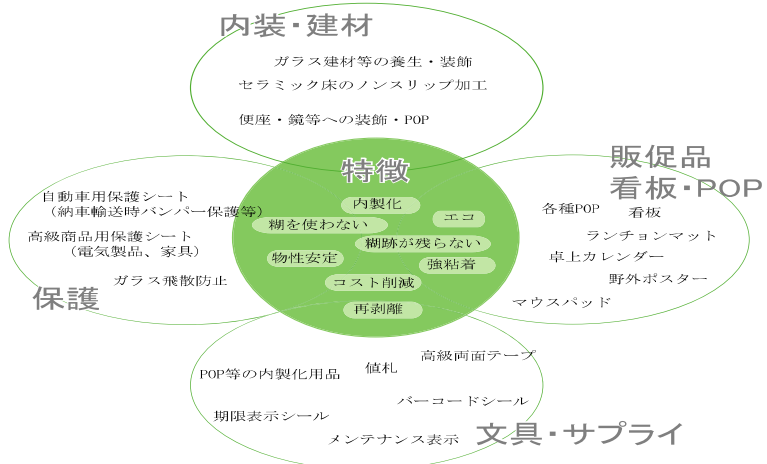 内装・建材
ガラス建材等の養生・装飾
セラミック床のノンスリップ加工
便座・鏡等への装飾・POP
特徴
内製化
エコ
糊を使わない
糊跡が残らない
物性安定
強粘着
コスト削減
再剥離
自動車用保護シート
(納車輸送時バンパー保護等)
高級商品用保護シート
(電気製品、家具)
ガラス飛散防止
保護
販促品
看板・POP
各種POP
看板
ランチョンマット
卓上カレンダー
野外ポスター
マウスパッド
高級両面テープ
値札
POP等の内製化用品
バーコードシール
期限表示シール
メンテナンス表示
文具・サプライ